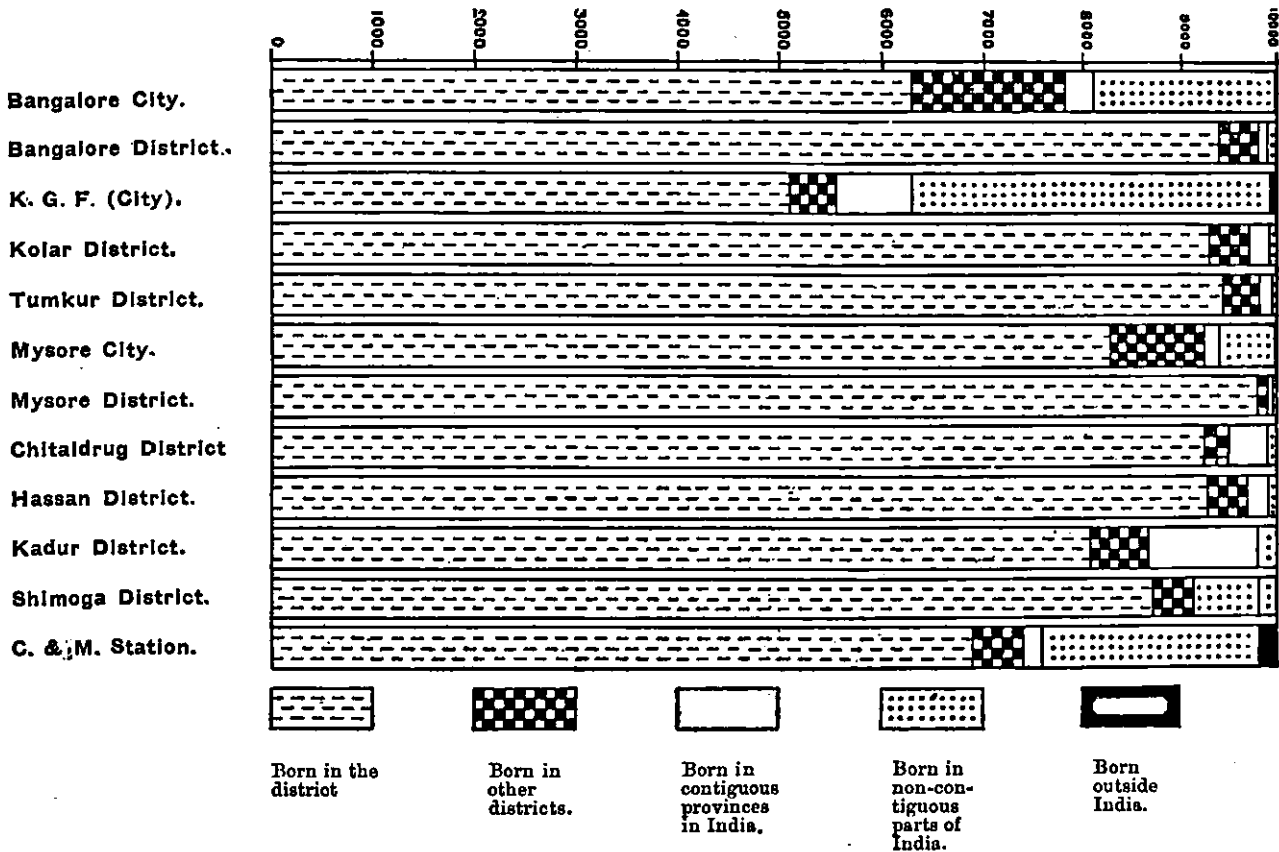 0 1000 2000 3000 4000 5000 6000 7000 8000 9000 10000
Bangalore City.
Bangalore District.
K. G. F. (City).
Kolar District.
Tumkur District.
Mysore City.
Mysore District.
Chitaldrug District
Hassan District.
Kadur District.
Shimoga District.
C. & M. Station.
Born in the
district
Born in
other
districts.
Born in
contiguous
provinces
in India.
Born in
non-con-
tiguous
parts of
India.
Born
outside
India.